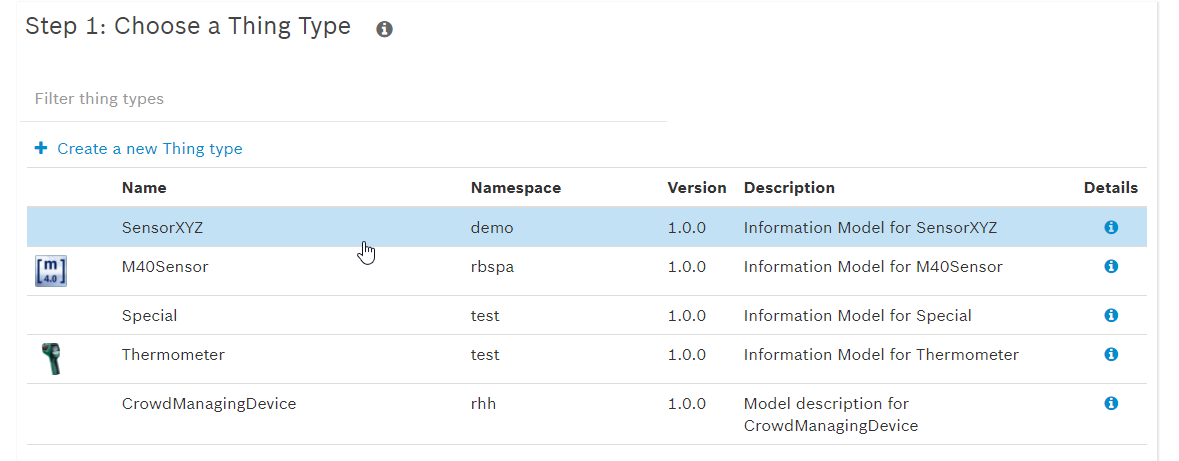 Step 1: Choose a Thing Type
Filter thing types
+ Create a new Thing type
Name Namespace Version Description Details
SensorXYZ demo 1.0.0 Information Model for SensorXYZ
[m] 4.0 M40Sensor rbspa 1.0.0 Information Model for M40Sensor
Special test 1.0.0 Information Model for Special
Thermometer test 1.0.0 Information Model for Thermometer
CrowdManagingDevice rhh 1.0.0 Model description for
CrowdManagingDevice